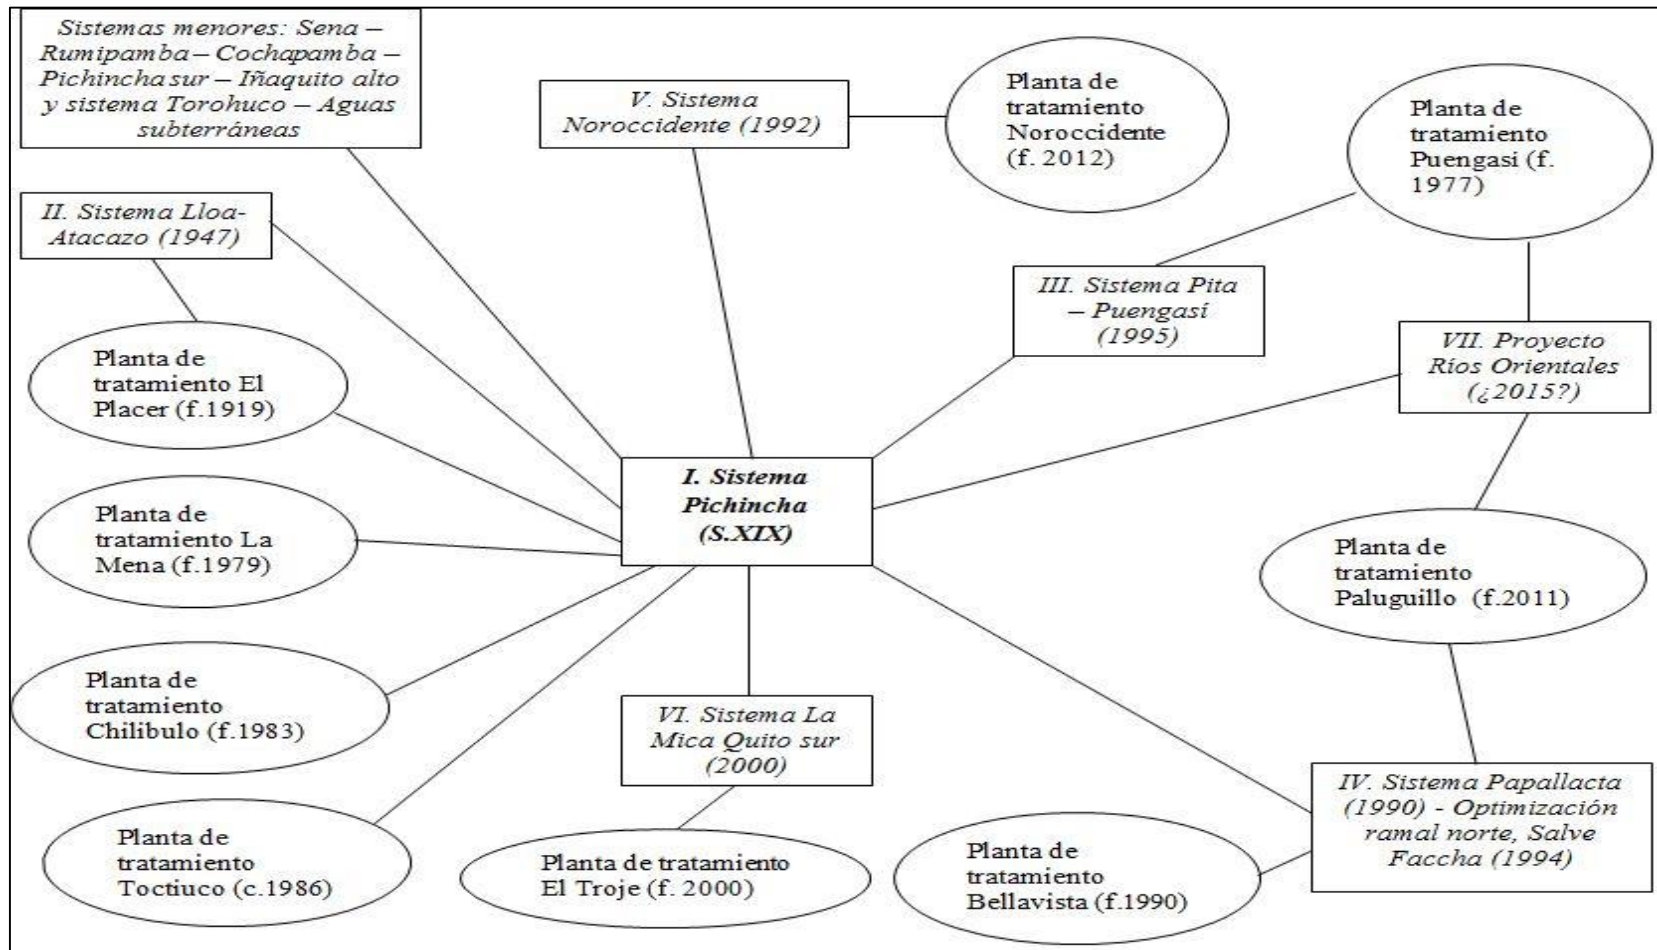 Sistemas menores: Sena –
Rumipamba – Cochapamba –
Pichincha sur – Iñaquito alto
y sistema Torohuco – Aguas
subterráneas
V. Sistema
Noroccidente (1992)
Planta de
tratamiento
Noroccidente
(f. 2012)
Planta de
tratamiento
Puengasi (f.
1977)
II. Sistema Lloa-
Atacazo (1947)
III. Sistema Pita
– Puengasí
(1995)
Planta de
tratamiento El
Placer (f.1919)
VII. Proyecto
Ríos Orientales
(¿2015?)
I. Sistema
Pichincha
(S.XIX)
Planta de
tratamiento La
Mena (f.1979)
Planta de
tratamiento
Paluguillo (f.2011)
Planta de
tratamiento
Chilibulo (f.1983)
VI. Sistema La
Mica Quito sur
(2000)
IV. Sistema Papallacta
(1990) - Optimización
ramal norte, Salve
Faccha (1994)
Planta de
tratamiento
Toctiuco (c.1986)
Planta de tratamiento
El Troje (f. 2000)
Planta de
tratamiento
Bellavista (f.1990)